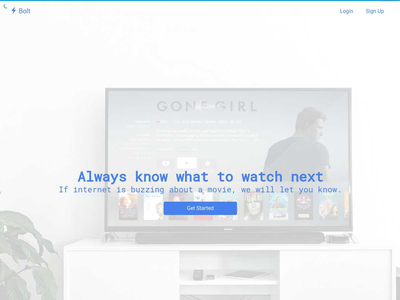 Bolt
Login
Sign Up
GONE GIRL
Always know what to watch next
If internet is buzzing about a movie, we will let you know.
Get Started